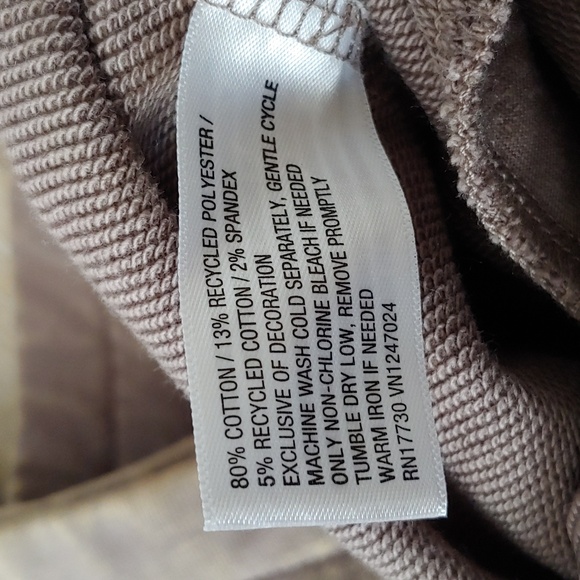 80% COTTON / 13% RECYCLED POLYESTER /
5% RECYCLED COTTON / 2% SPANDEX
EXCLUSIVE OF DECORATION
MACHINE WASH COLD SEPARATELY, GENTLE CYCLE
ONLY NON-CHLORINE BLEACH IF NEEDED
TUMBLE DRY LOW, REMOVE PROMPTLY
WARM IRON IF NEEDED
RN17730 VN1247024